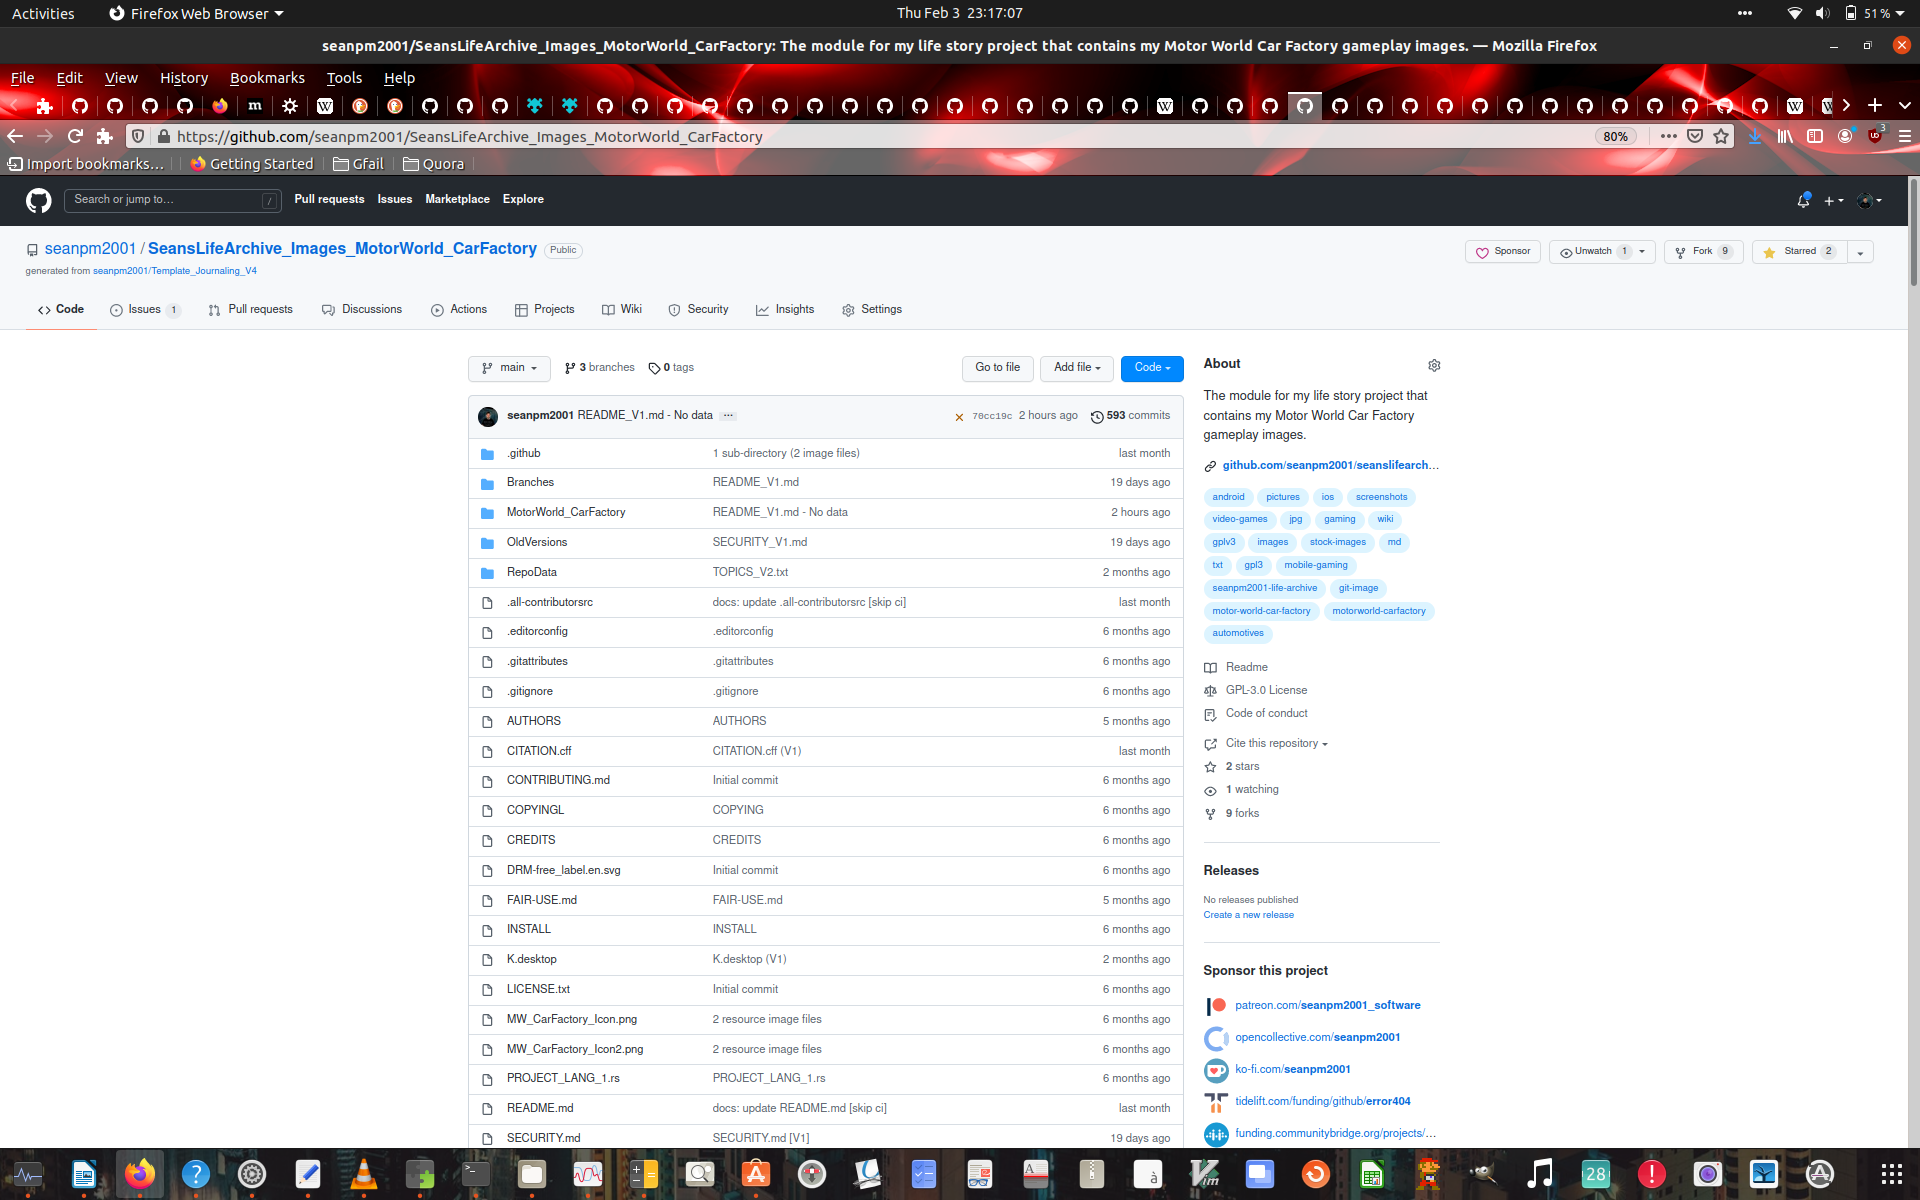 Activities Firefox Web Browser Thu Feb 3 23:17:07 51 %
seanpm2001/SeansLifeArchive_Images_MotorWorld_CarFactory: The module for my life story project that contains my Motor World Car Factory gameplay images. — Mozilla Firefox
File Edit View History Bookmarks Tools Help
https://github.com/seanpm2001/SeansLifeArchive_Images_MotorWorld_CarFactory 80% 3
Import bookmarks... Getting Started Gfail Quora
Search or jump to... / Pull requests Issues Marketplace Explore
seanpm2001 / SeansLifeArchive_Images_MotorWorld_CarFactory Public Sponsor Unwatch 1 Fork 9 Starred 2
generated from seanpm2001/Template_Journaling_V4
Code Issues 1 Pull requests Discussions Actions Projects Wiki Security Insights Settings
main 3 branches 0 tags Go to file Add file Code
seanpm2001 README_V1.md - No data ... 70cc19c 2 hours ago 593 commits
.github 1 sub-directory (2 image files) last month
Branches README_V1.md 19 days ago
MotorWorld_CarFactory README_V1.md - No data 2 hours ago
OldVersions SECURITY_V1.md 19 days ago
RepoData TOPICS_V2.txt 2 months ago
.all-contributorsrc docs: update .all-contributorsrc [skip ci] last month
.editorconfig .editorconfig 6 months ago
.gitattributes .gitattributes 6 months ago
.gitignore .gitignore 6 months ago
AUTHORS AUTHORS 5 months ago
CITATION.cff CITATION.cff (V1) last month
CONTRIBUTING.md Initial commit 6 months ago
COPYINGL COPYING 6 months ago
CREDITS CREDITS 6 months ago
DRM-free_label.en.svg Initial commit 6 months ago
FAIR-USE.md FAIR-USE.md 5 months ago
INSTALL INSTALL 6 months ago
K.desktop K.desktop (V1) 2 months ago
LICENSE.txt Initial commit 6 months ago
MW_CarFactory_Icon.png 2 resource image files 6 months ago
MW_CarFactory_Icon2.png 2 resource image files 6 months ago
PROJECT_LANG_1.rs PROJECT_LANG_1.rs 6 months ago
README.md docs: update README.md [skip ci] last month
SECURITY.md SECURITY.md [V1] 19 days ago
About
The module for my life story project that
contains my Motor World Car Factory
gameplay images.
github.com/seanpm2001/seanslifearch...
android pictures ios screenshots
video-games jpg gaming wiki
gplv3 images stock-images md
txt gpl3 mobile-gaming
seanpm2001-life-archive git-image
motor-world-car-factory motorworld-carfactory
automotives
Readme
GPL-3.0 License
Code of conduct
Cite this repository
2 stars
1 watching
9 forks
Releases
No releases published
Create a new release
Sponsor this project
patreon.com/seanpm2001_software
opencollective.com/seanpm2001
ko-fi.com/seanpm2001
tidelift.com/funding/github/error404
funding.communitybridge.org/projects/...
28